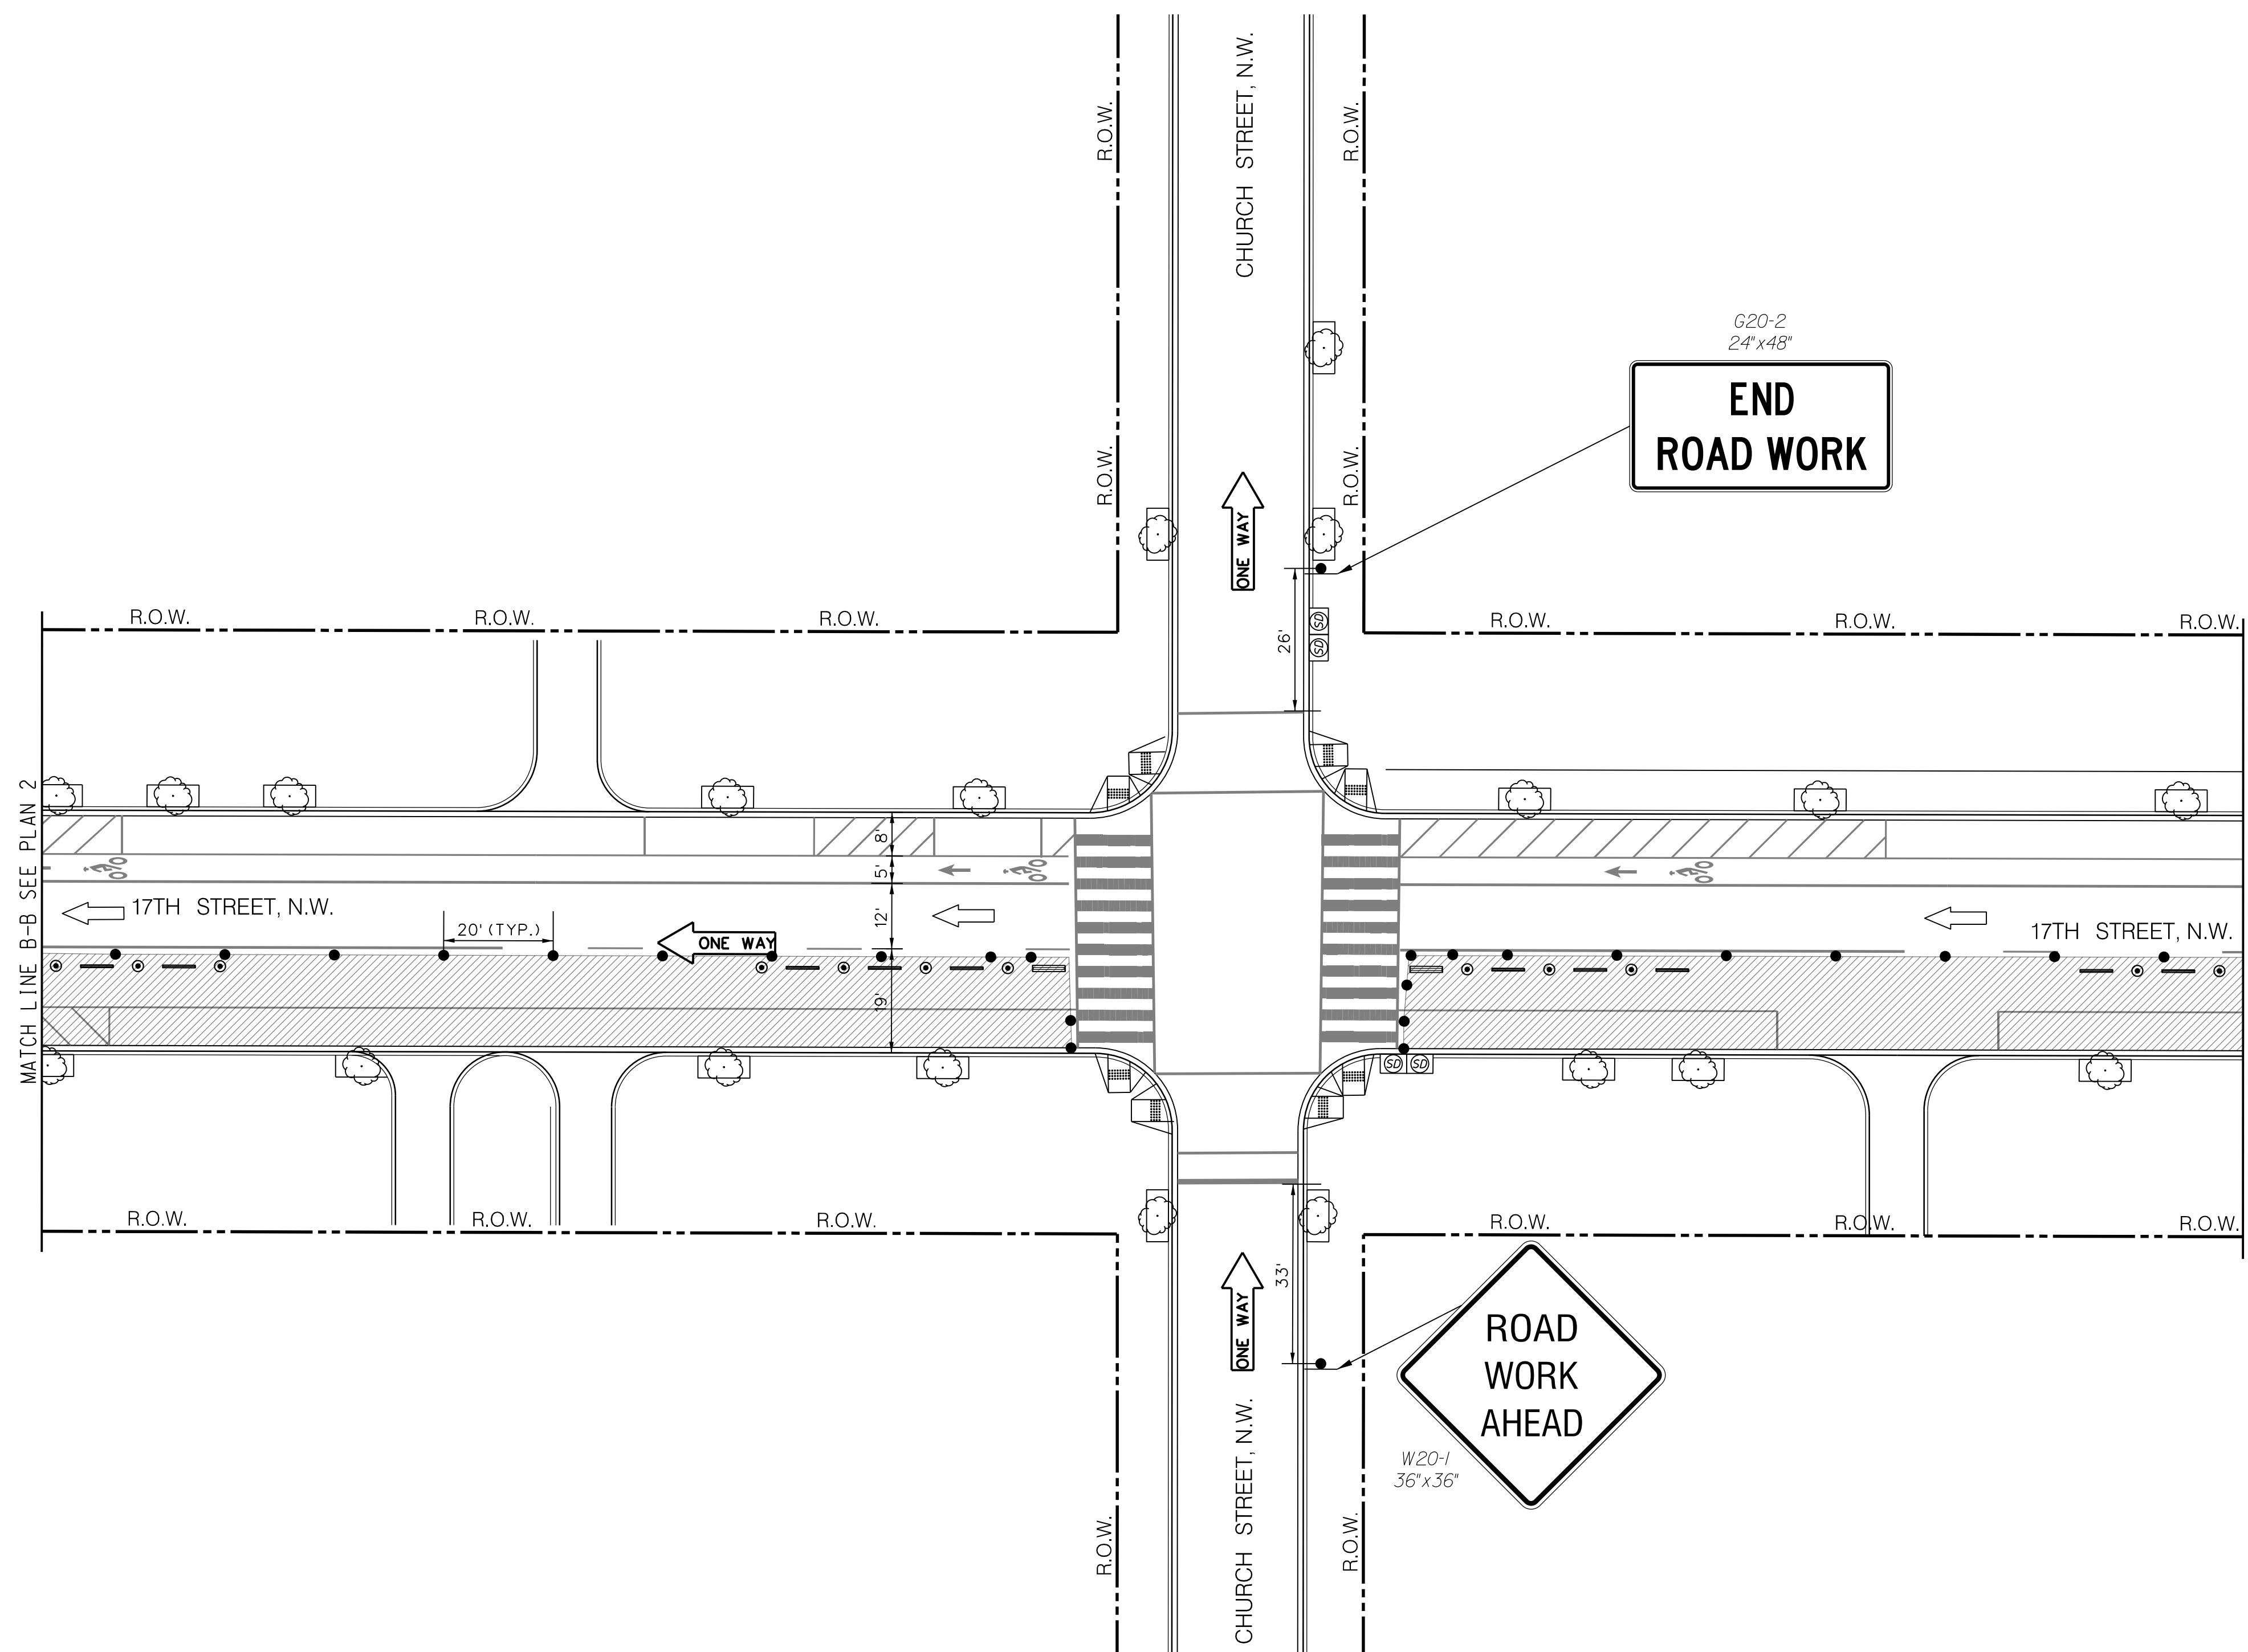 CHURCH STREET, N.W.
R.O.W.
R.O.W.
G20-2
24"x48"
END
ROAD WORK
R.O.W.
R.O.W.
ONE WAY
26'
SD
SD
R.O.W.
R.O.W.
R.O.W.
R.O.W.
R.O.W.
R.O.W.
MATCH LINE B-B SEE PLAN 2
8'
5'
12'
19'
17TH STREET, N.W.
20' (TYP.)
ONE WAY
17TH STREET, N.W.
SD
SD
R.O.W.
R.O.W.
R.O.W.
R.O.W.
R.O.W.
R.O.W.
33'
ONE WAY
ROAD
WORK
AHEAD
W20-1
36"x36"
CHURCH STREET, N.W.
R.O.W.
R.O.W.